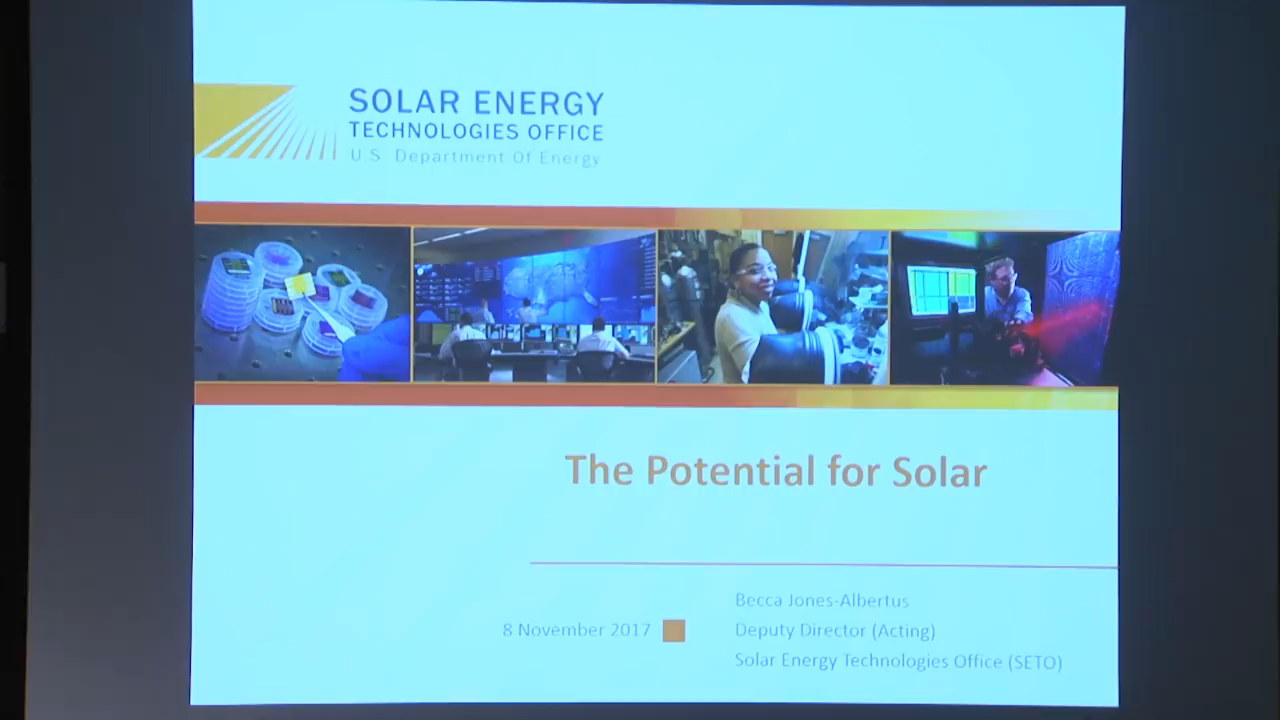 SOLAR ENERGY
TECHNOLOGIES OFFICE
U.S. Department Of Energy
The Potential for Solar
8 November 2017
Becca Jones-Albertus
Deputy Director (Acting)
Solar Energy Technologies Office (SETO)